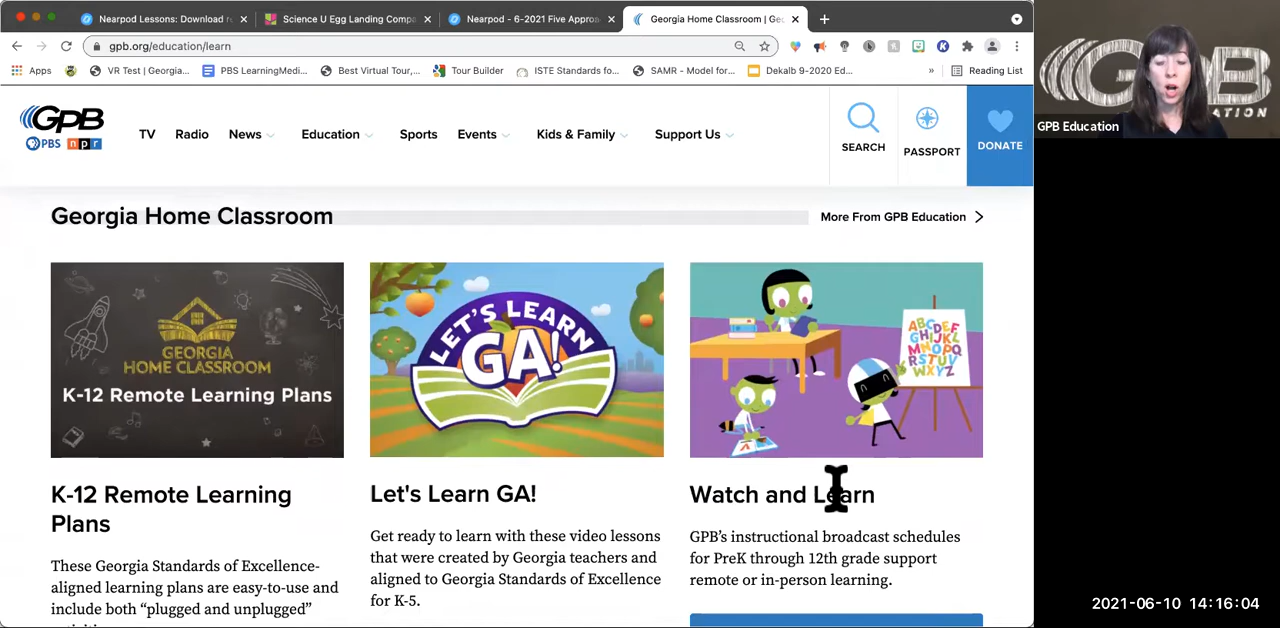 Nearpod Lessons: Download r
Science U Egg Landing Compa
Nearpod - 6-2021 Five Approa
Georgia Home Classroom | Geo
gpb.org/education/learn
Apps
VR Test | Georgia...
PBS LearningMedi...
Best Virtual Tour,...
Tour Builder
ISTE Standards fo...
SAMR - Model for...
Dekalb 9-2020 Ed...
»
Reading List
GPB
PBS
npr
TV
Radio
News
Education
Sports
Events
Kids & Family
Support Us
SEARCH
PASSPORT
DONATE
Georgia Home Classroom
More From GPB Education
GEORGIA
HOME CLASSROOM
K-12 Remote Learning Plans
LET'S LEARN
GA!
ABCDEF
GHIJKL
MNOPQ
RSTUV
WXYZ
K-12 Remote Learning
Plans
These Georgia Standards of Excellence-
aligned learning plans are easy-to-use and
include both “plugged and unplugged”
Let's Learn GA!
Get ready to learn with these video lessons
that were created by Georgia teachers and
aligned to Georgia Standards of Excellence
for K-5.
Watch and Learn
GPB’s instructional broadcast schedules
for PreK through 12th grade support
remote or in-person learning.
GPB
ATION
GPB Education
2021-06-10 14:16:04